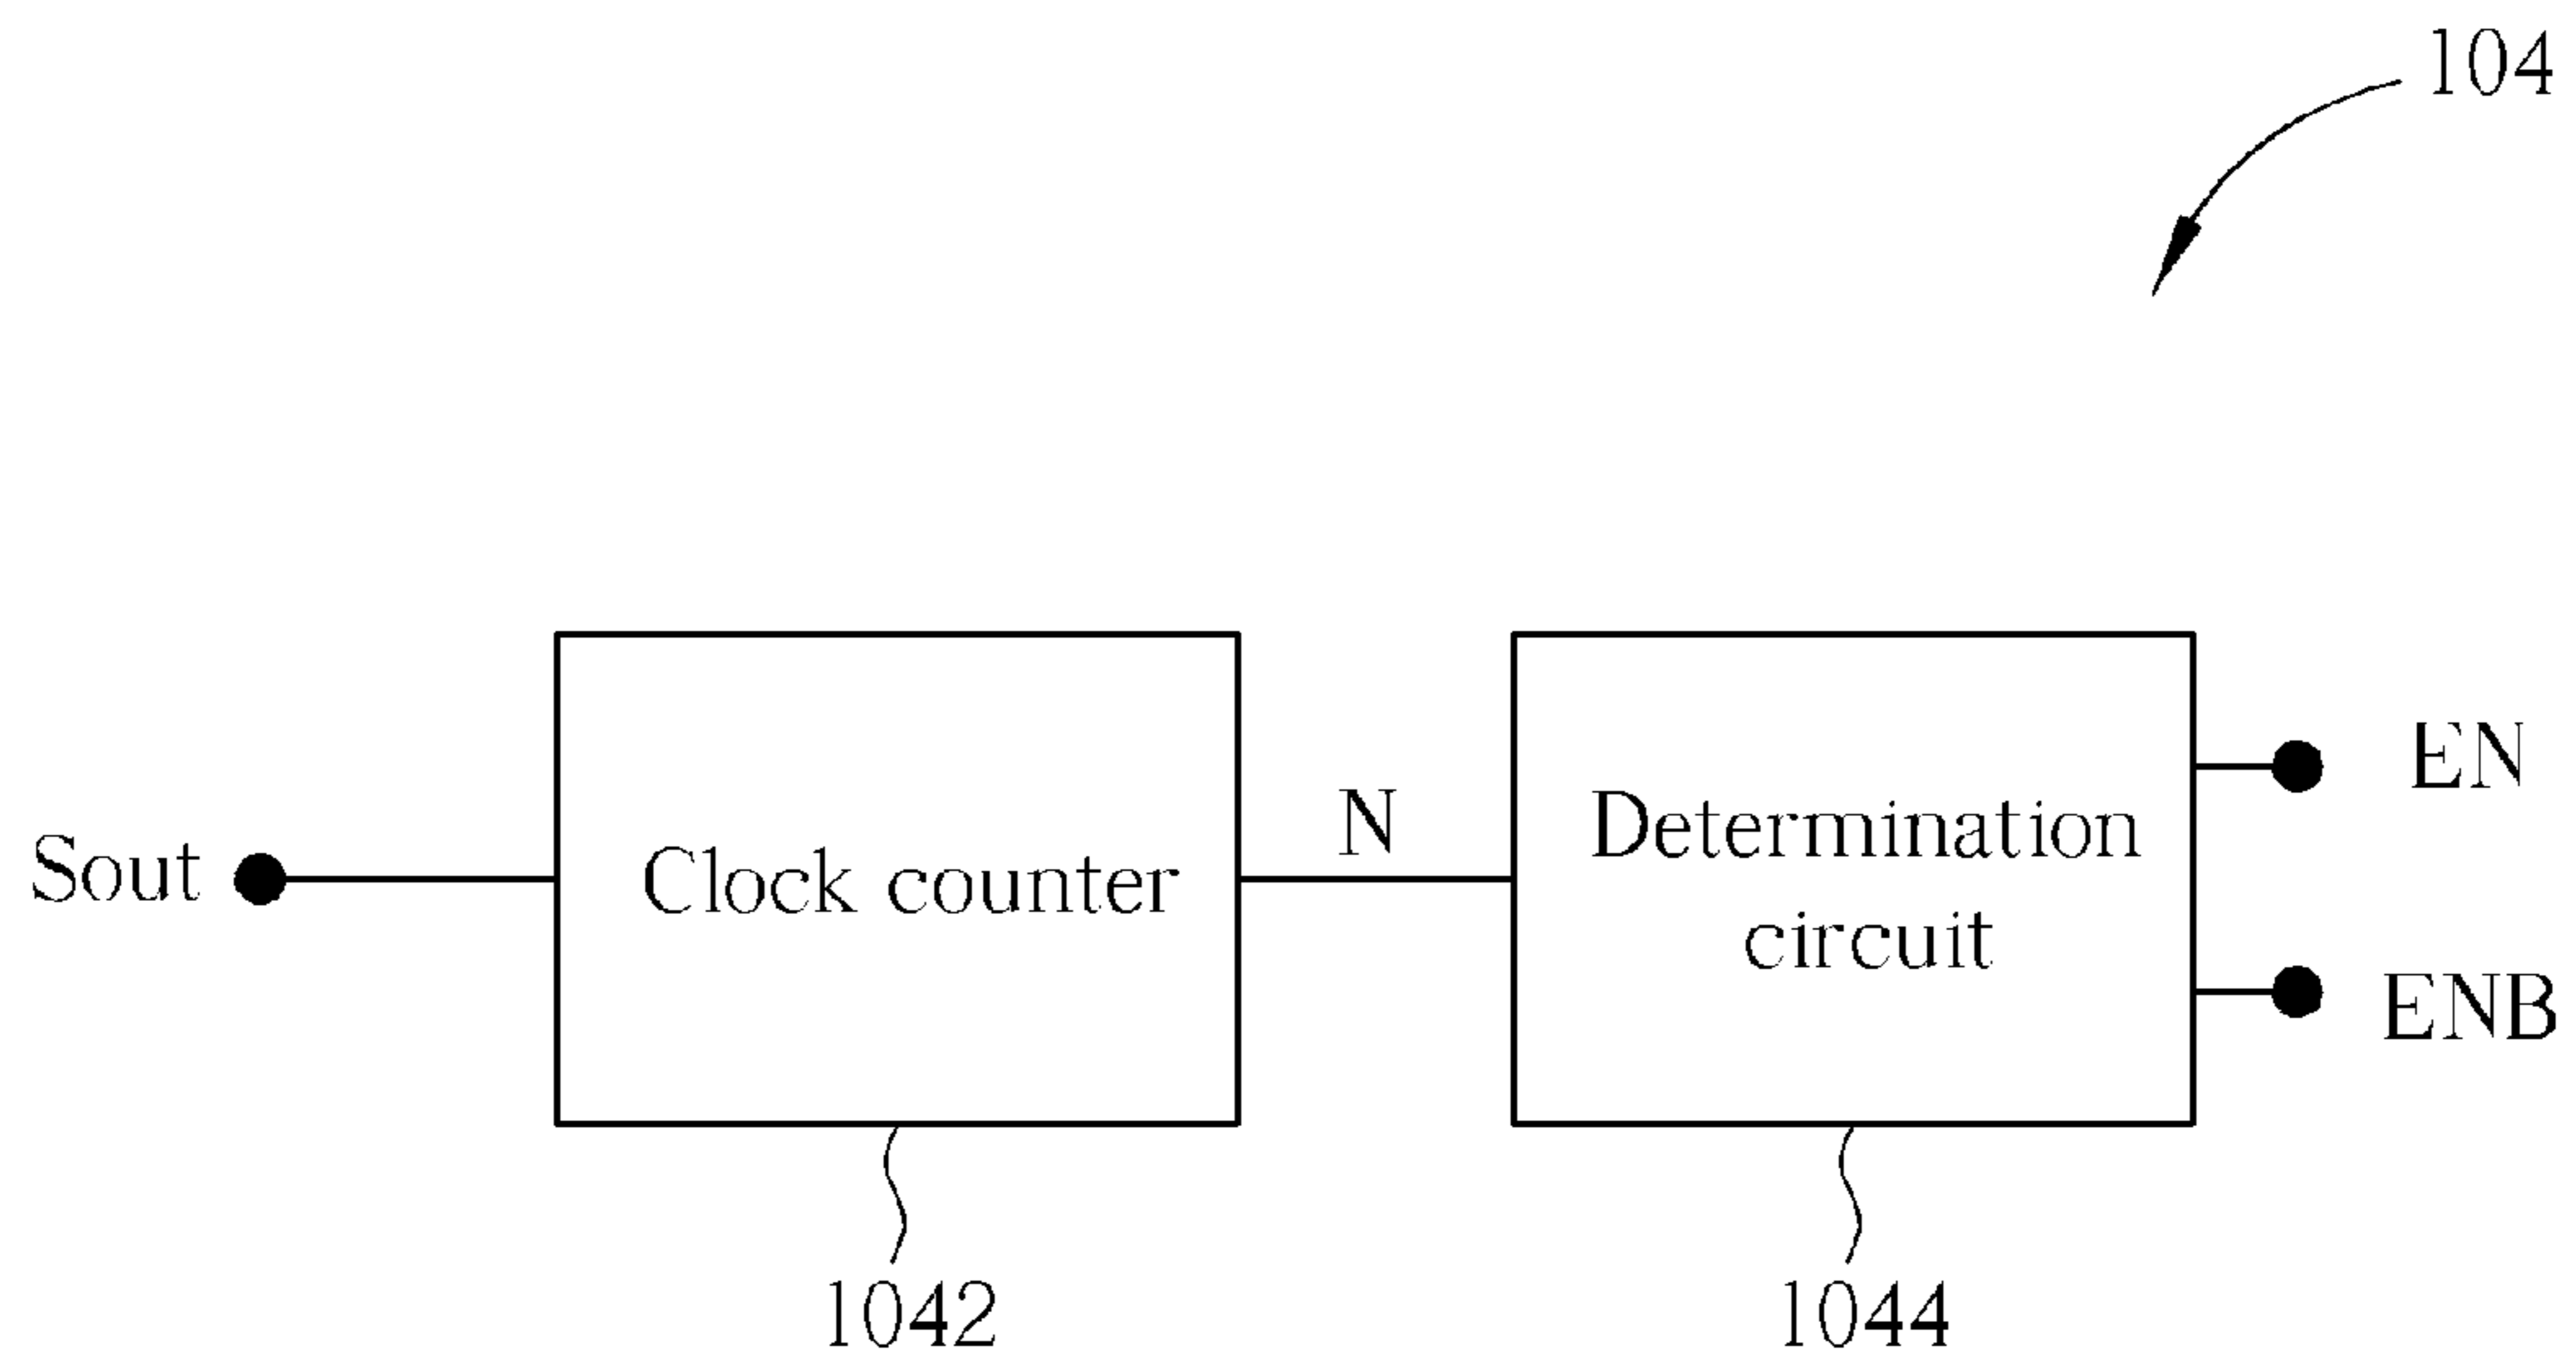 104
Sout
Clock counter
N
Determination
circuit
EN
ENB
1042
1044